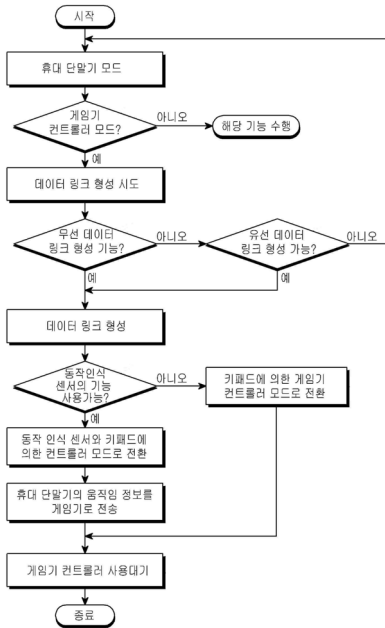 시작
휴대 단말기 모드
게임기
컨트롤러 모드?
아니오
해당 기능 수행
예
데이터 링크 형성 시도
무선 데이터
링크 형성 기능?
아니오
유선 데이터
링크 형성 가능?
아니오
예
예
데이터 링크 형성
동작인식
센서의 기능
사용가능?
아니오
키패드에 의한 게임기
컨트롤러 모드로 전환
예
동작 인식 센서와 키패드에
의한 컨트롤러 모드로 전환
휴대 단말기의 움직임 정보를
게임기로 전송
게임기 컨트롤러 사용대기
종료